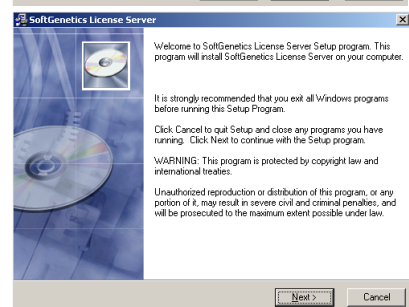 SoftGenetics License Server
Welcome to SoftGenetics License Server Setup program. This
program will install SoftGenetics License Server on your computer.
It is strongly recommended that you exit all Windows programs
before running this Setup Program.
Click Cancel to quit Setup and close any programs you have
running. Click Next to continue with the Setup program.
WARNING: This program is protected by copyright law and
international treaties.
Unauthorized reproduction or distribution of this program, or any
portion of it, may result in severe civil and criminal penalties, and
will be prosecuted to the maximum extent possible under law.
Next > Cancel